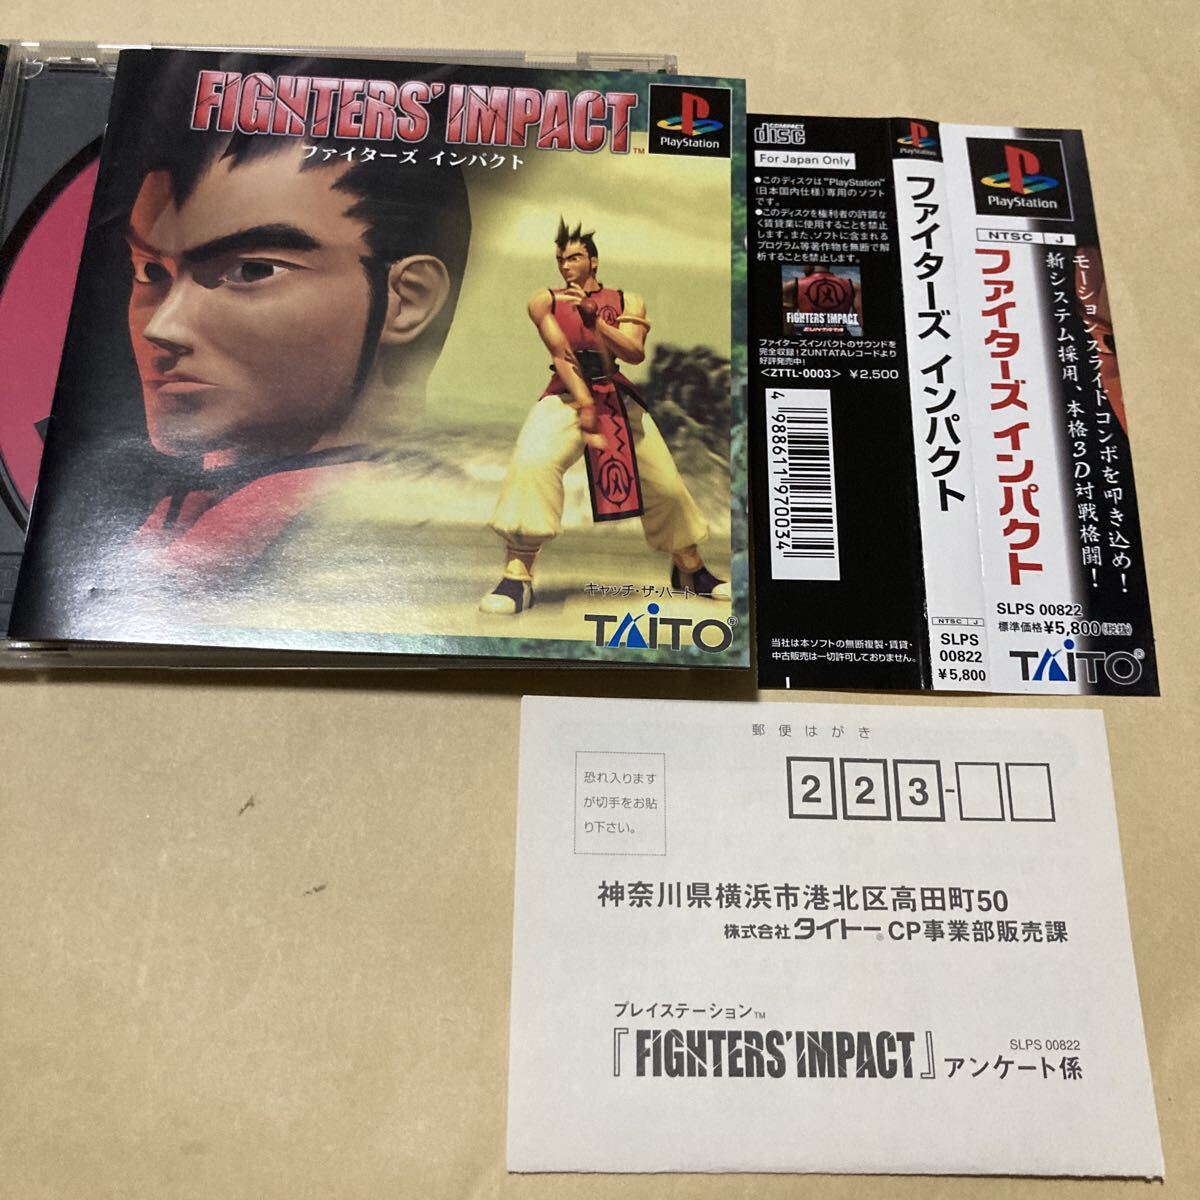 FIGHTERS' IMPACT™
ファイターズ インパクト
PlayStation
キャッチ・ザ・ハート
TAITO®
COMPACT
disc
For Japan Only
●このディスクは"PlayStation"
(日本国内仕様)専用のソフト
です。
●このディスクを権利者の許諾な
く賃貸業に使用することを禁止
します。また、ソフトに含まれる
プログラム等著作物を無断で解
析することを禁止します。
FIGHTERS' IMPACT
ZUNTATA
ファイターズインパクトのサウンドを
完全収録!ZUNTATAレコードより
好評発売中!
<ZTTL-0003> ¥2,500
4988611970034
当社は本ソフトの無断複製・賃貸・
中古販売は一切許可しておりません。
PlayStation
ファイターズ インパクト
NTSC J
SLPS
00822
¥5,800
PlayStation
NTSC J
モーションスライドコンボを叩き込め!
新システム採用、本格3D対戦格闘!
ファイターズ インパクト
SLPS 00822
標準価格¥5,800(税抜)
TAITO®
郵便はがき
恐れ入ります
が切手をお貼
り下さい。
223-
神奈川県横浜市港北区高田町50
株式会社タイトー® CP事業部販売課
プレイステーション™
『FIGHTERS' IMPACT』アンケート係
SLPS 00822